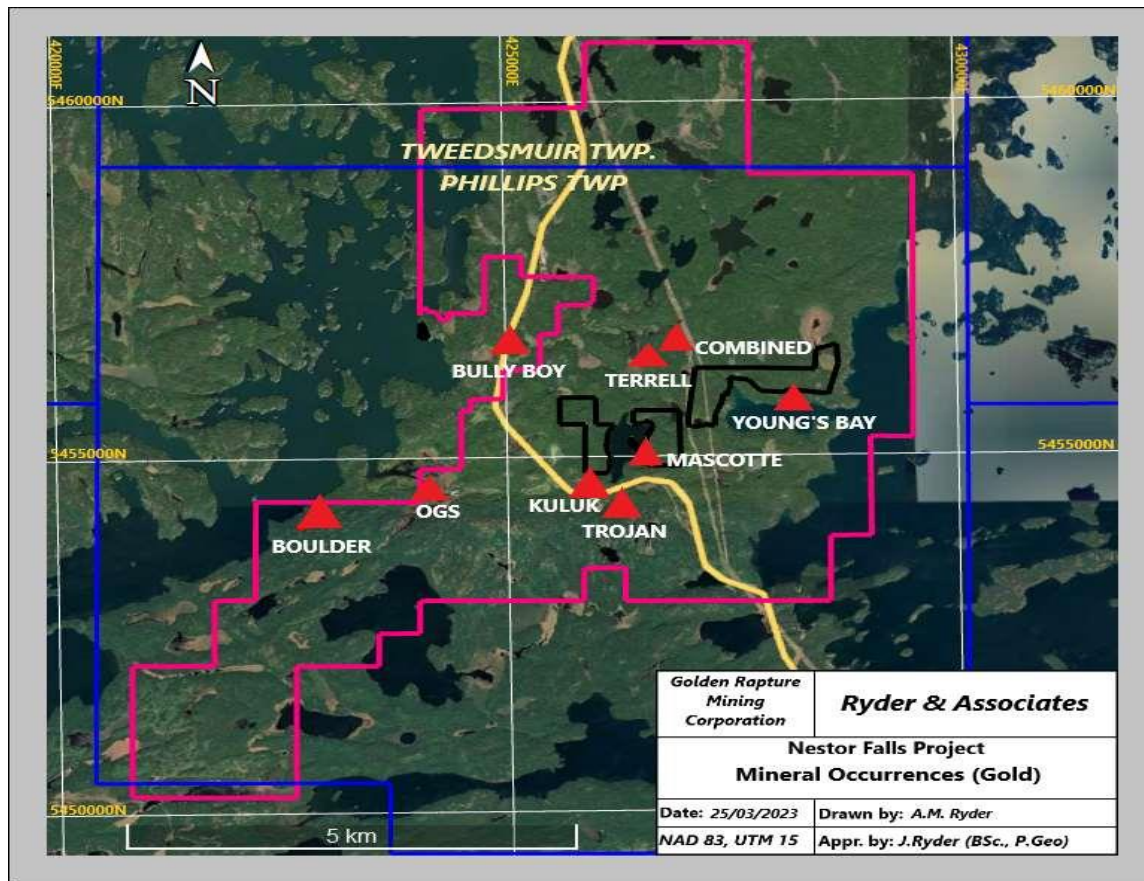 420000E
425000E
430000E
N
5460000N
5460000N
TWEEDSMUIR TWP.
PHILLIPS TWP
BULLY BOY
COMBINED
TERRELL
YOUNG'S BAY
5455000N
5455000N
MASCOTTE
OGS
KULUK
TROJAN
BOULDER
5450000N
5 km
Golden Rapture
Mining
Corporation
Ryder & Associates
Nestor Falls Project
Mineral Occurrences (Gold)
Date: 25/03/2023
Drawn by: A.M. Ryder
NAD 83, UTM 15
Appr. by: J.Ryder (BSc., P.Geo)